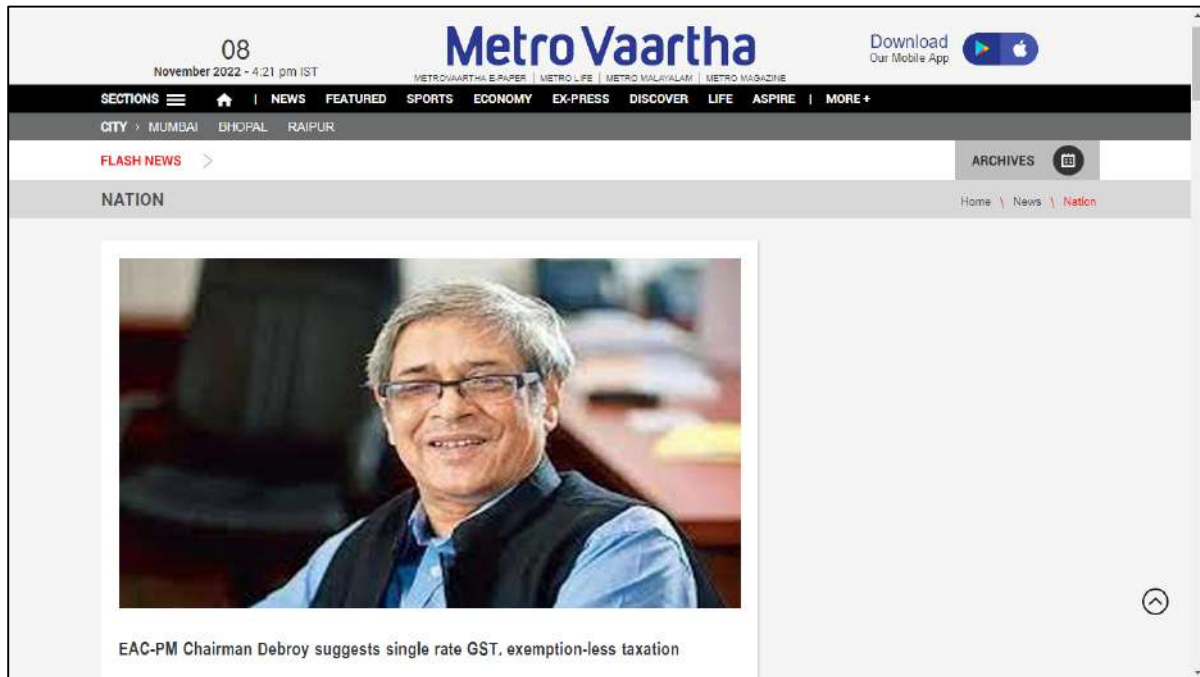 08
November 2022 - 4:21 pm IST
Metro Vaartha
METROVAARTHA E-PAPER | METRO LIFE | METRO MALAYALAM | METRO MAGAZINE
Download
Our Mobile App
SECTIONS | NEWS FEATURED SPORTS ECONOMY EX-PRESS DISCOVER LIFE ASPIRE | MORE +
CITY > MUMBAI BHOPAL RAIPUR
FLASH NEWS
ARCHIVES
NATION
Home \ News \ Nation
EAC-PM Chairman Debroy suggests single rate GST, exemption-less taxation